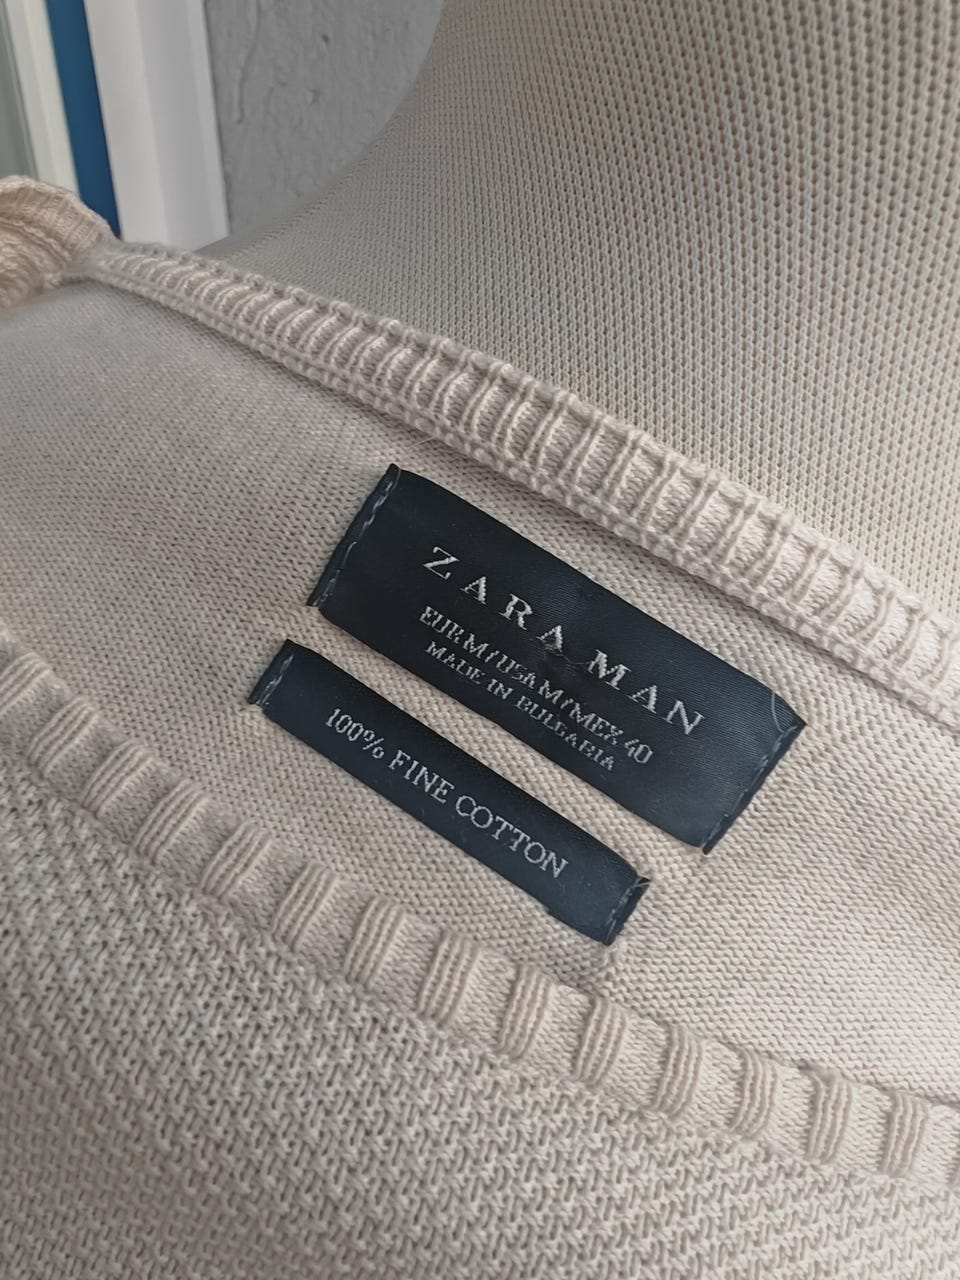 ZARA MAN
EUR M/USA M/MEX 40
MADE IN BULGARIA
100% FINE COTTON